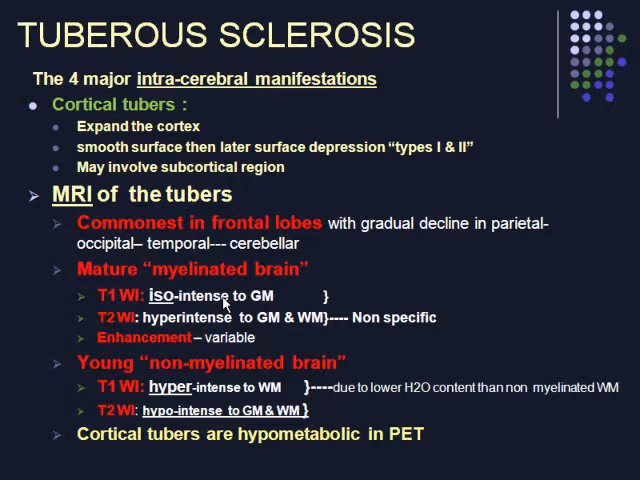 TUBEROUS SCLEROSIS
The 4 major intra-cerebral manifestations
Cortical tubers :
Expand the cortex
smooth surface then later surface depression “types I & II”
May involve subcortical region
MRI of the tubers
Commonest in frontal lobes with gradual decline in parietal-
occipital– temporal--- cerebellar
Mature “myelinated brain”
T1 WI: iso-intense to GM }
T2 WI: hyperintense to GM & WM}---- Non specific
Enhancement – variable
Young “non-myelinated brain”
T1 WI: hyper-intense to WM }----due to lower H2O content than non myelinated WM
T2 WI: hypo-intense to GM & WM }
Cortical tubers are hypometabolic in PET